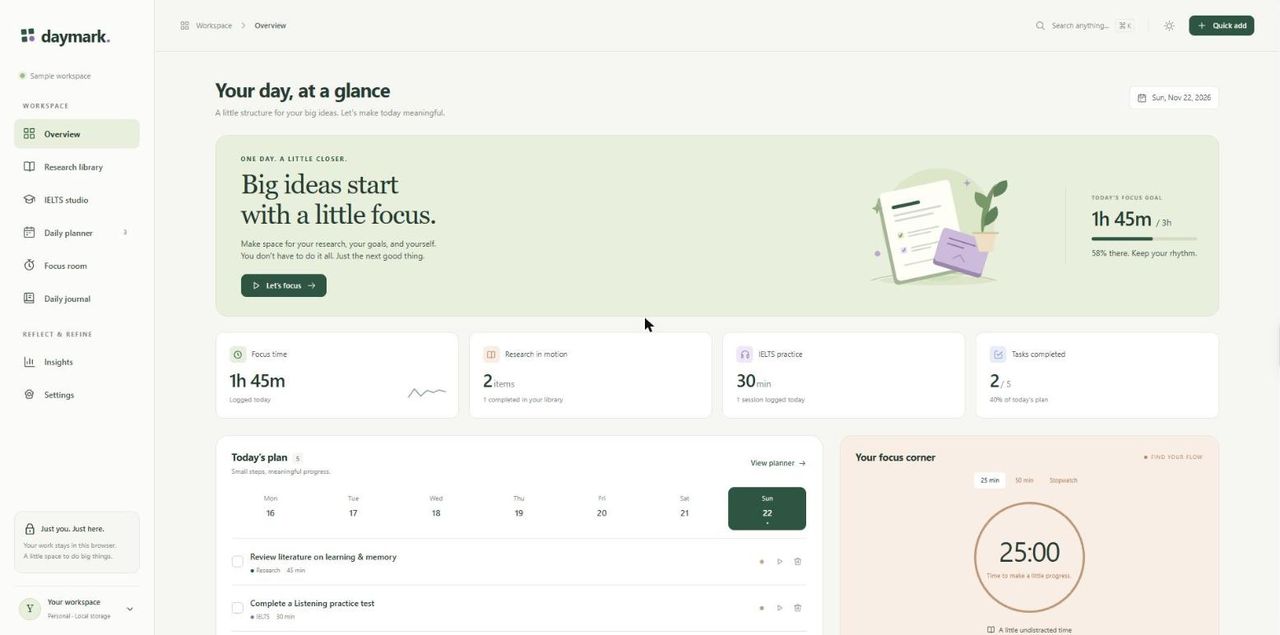 daymark.
Sample workspace
WORKSPACE
Overview
Research library
IELTS studio
Daily planner 3
Focus room
Daily journal
REFLECT & REFINE
Insights
Settings
Just you. Just here.
Your work stays in this browser.
A little space to do big things.
Y
Your workspace
Personal · Local storage
Workspace > Overview
Search anything... ⌘ K
+ Quick add
Your day, at a glance
A little structure for your big ideas. Let's make today meaningful.
Sun, Nov 22, 2026
ONE DAY. A LITTLE CLOSER.
Big ideas start
with a little focus.
Make space for your research, your goals, and yourself.
You don't have to do it all. Just the next good thing.
Let's focus →
TODAY'S FOCUS GOAL
1h 45m / 3h
58% there. Keep your rhythm.
Focus time
1h 45m
Logged today
Research in motion
2 items
1 completed in your library
IELTS practice
30 min
1 session logged today
Tasks completed
2 / 5
40% of today's plan
Today's plan 5
Small steps, meaningful progress.
View planner →
Mon Tue Wed Thu Fri Sat Sun
16 17 18 19 20 21 22
Review literature on learning & memory
Research 45 min
Complete a Listening practice test
IELTS 30 min
Your focus corner
FIND YOUR FLOW
25 min 50 min Stopwatch
25:00
Time to make a little progress.
A little undistracted time